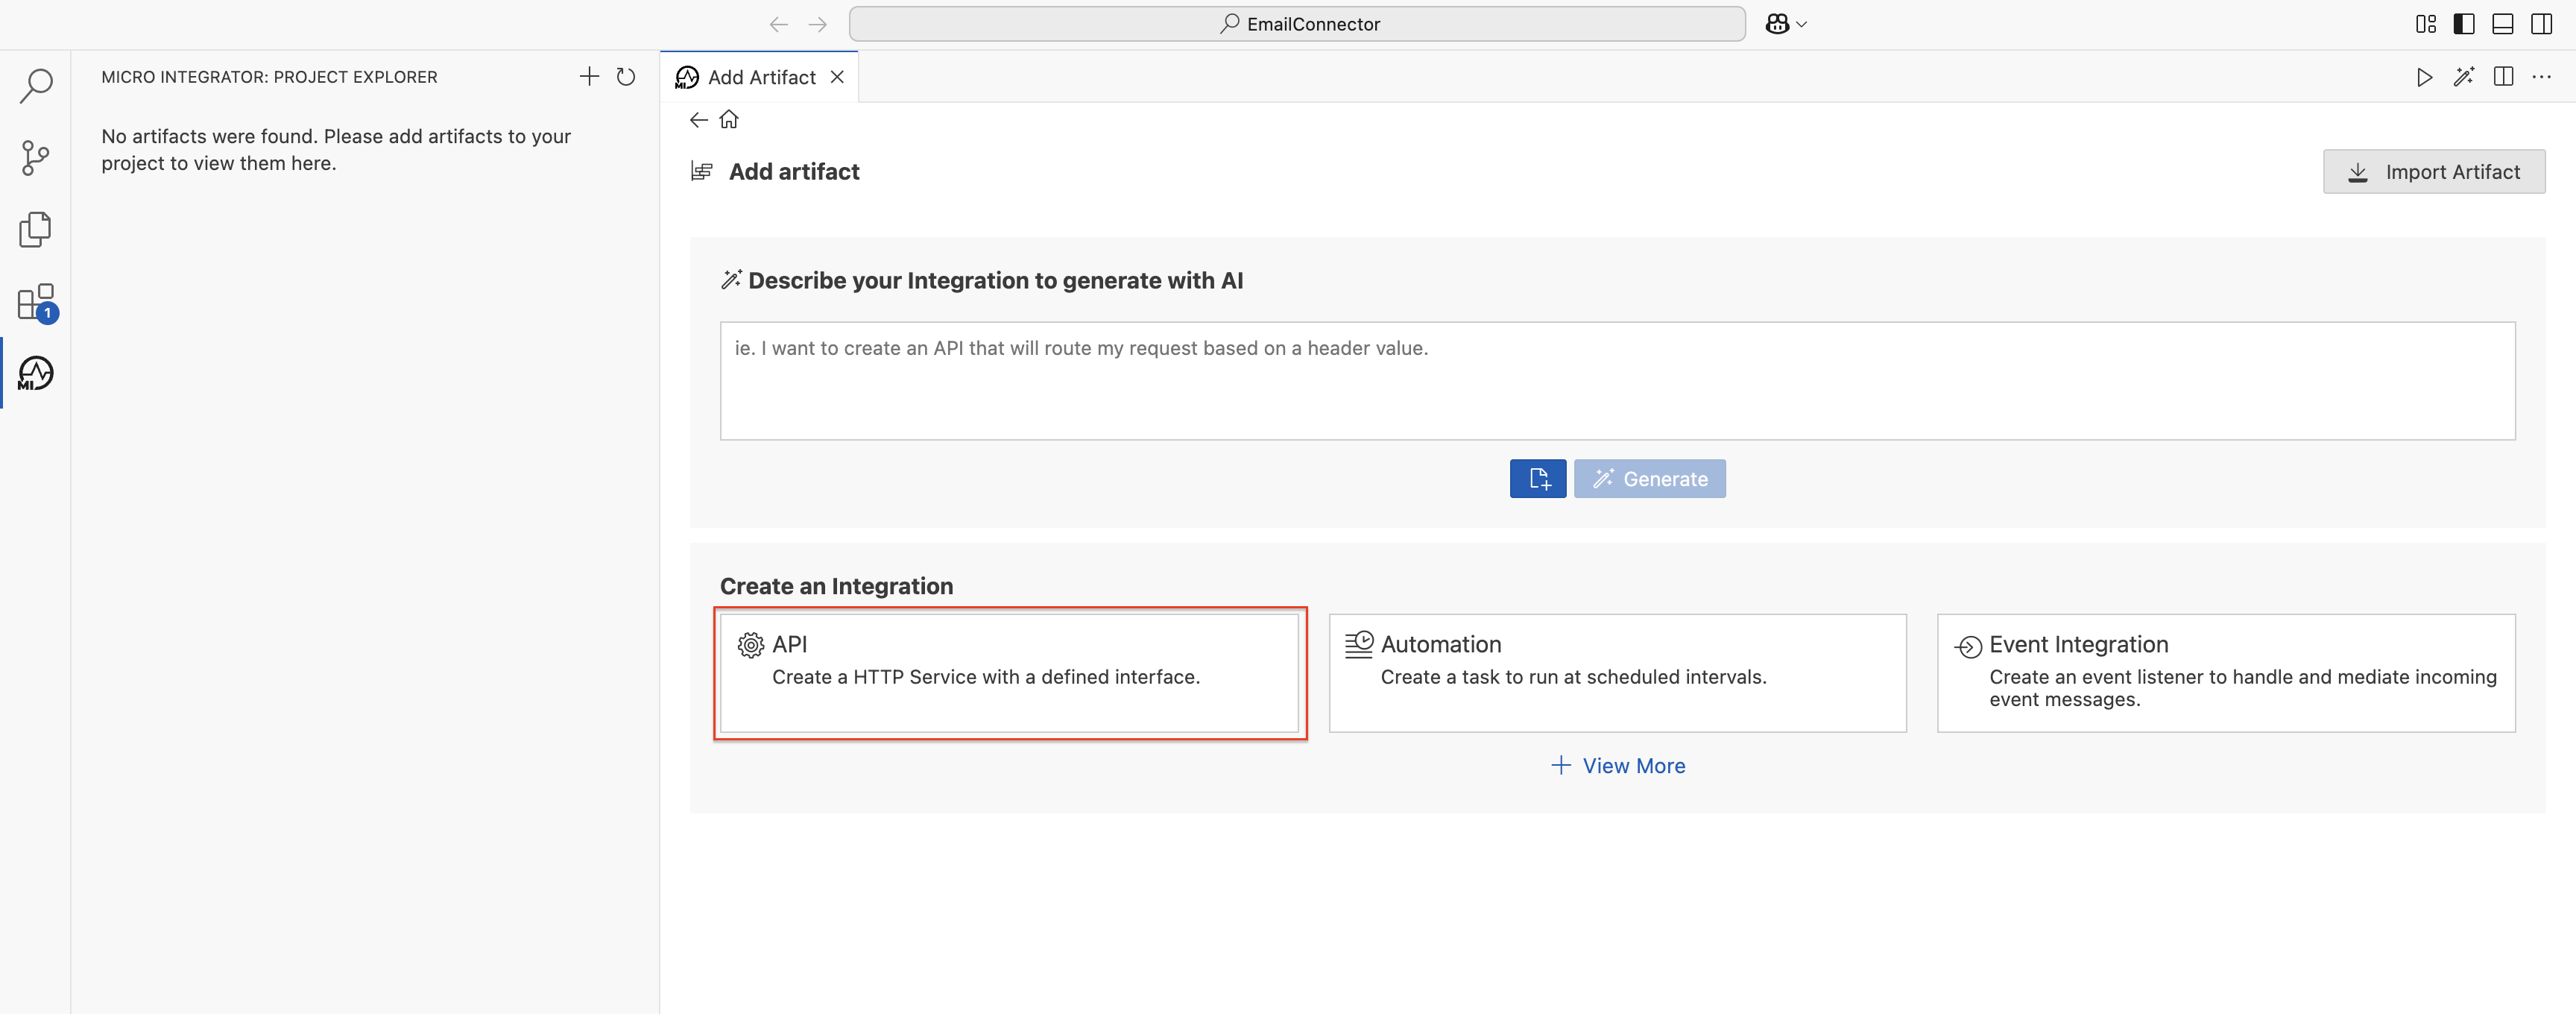 EmailConnector
MICRO INTEGRATOR: PROJECT EXPLORER
No artifacts were found. Please add artifacts to your
project to view them here.
1
MI
MI Add Artifact
Add artifact
Import Artifact
Describe your Integration to generate with AI
ie. I want to create an API that will route my request based on a header value.
Generate
Create an Integration
API
Create a HTTP Service with a defined interface.
Automation
Create a task to run at scheduled intervals.
Event Integration
Create an event listener to handle and mediate incoming
event messages.
View More